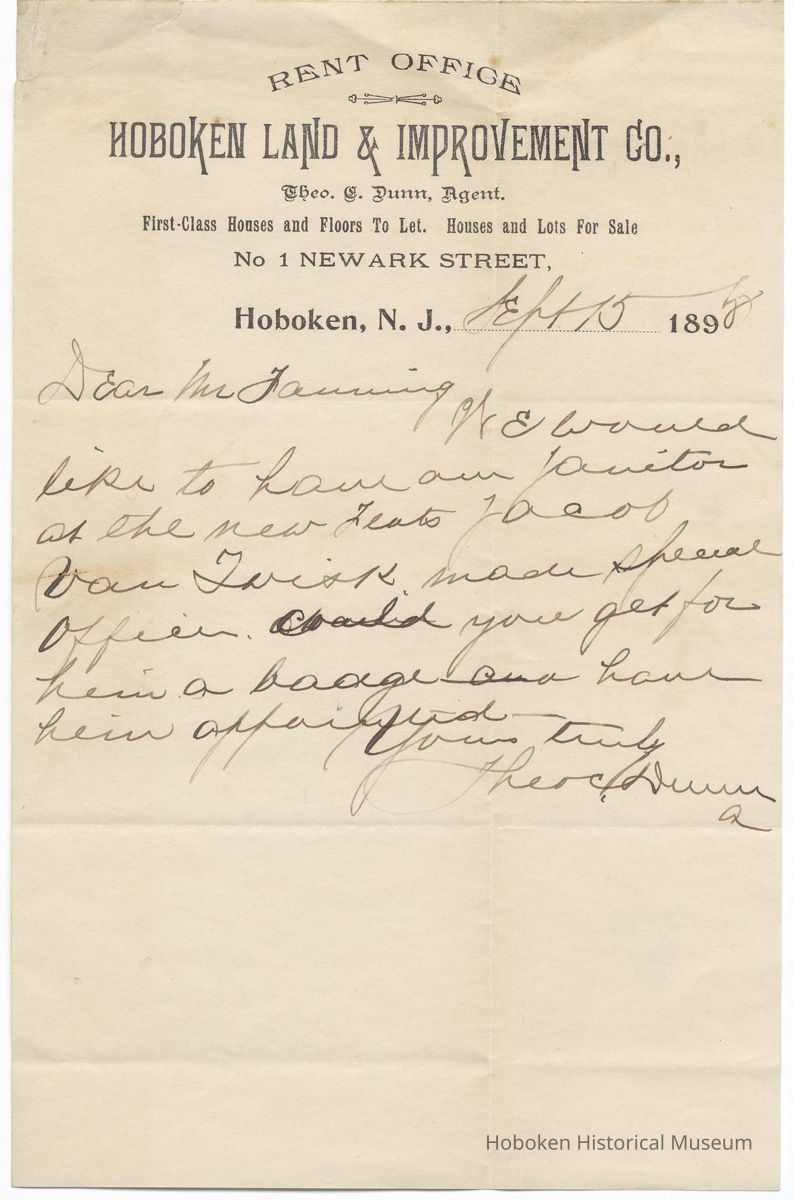 RENT OFFICE
HOBOKEN LAND & IMPROVEMENT CO.,
Theo. C. Dunn, Agent.
First-Class Houses and Floors To Let. Houses and Lots For Sale
No 1 NEWARK STREET,
Hoboken, N. J., Sept 15 1898
Dear Mr Fanning
We would
like to have our janitor
at the new Flats Jacob
Van Twisk made special
Officer. Could you get for
him a badge and have
him appointed
Yours truly
Theo C. Dunn
a
Hoboken Historical Museum